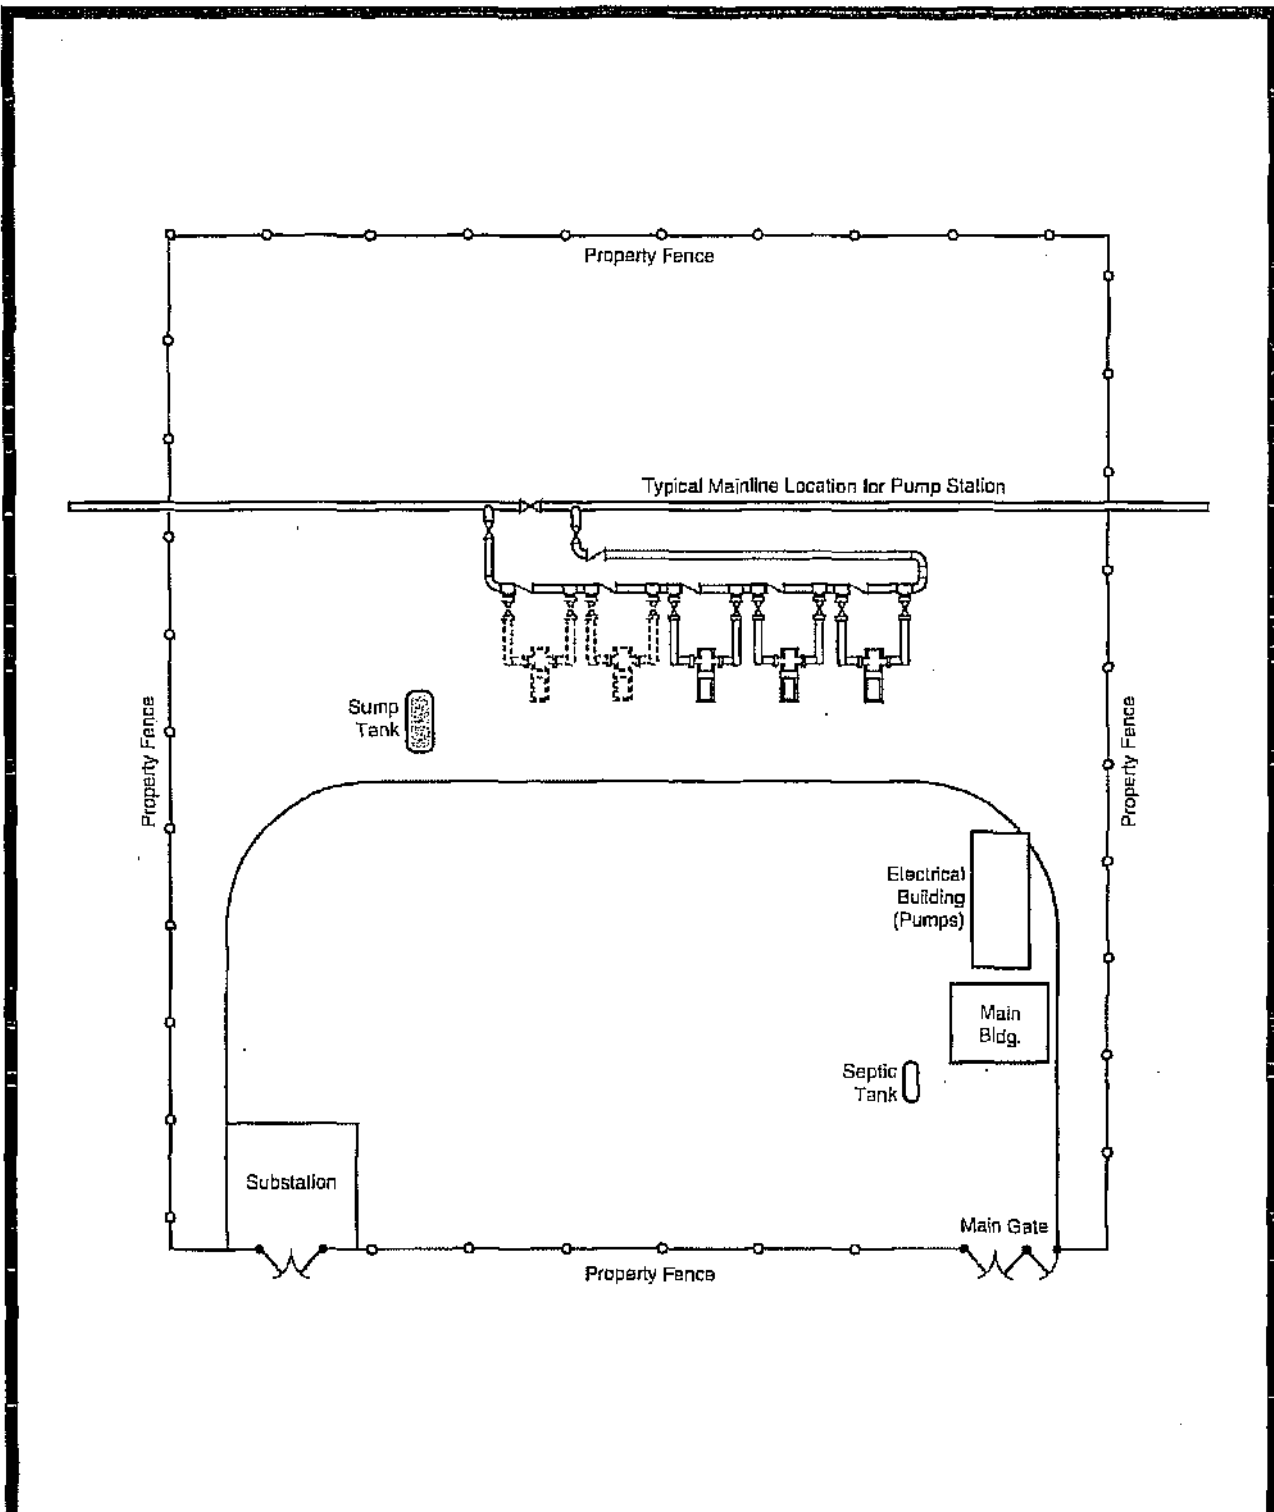 Property Fence
Typical Mainline Location for Pump Station
Sump
Tank
Property Fence
Property Fence
Electrical
Building
(Pumps)
Main
Bldg.
Septic
Tank
Substation
Main Gate
Property Fence